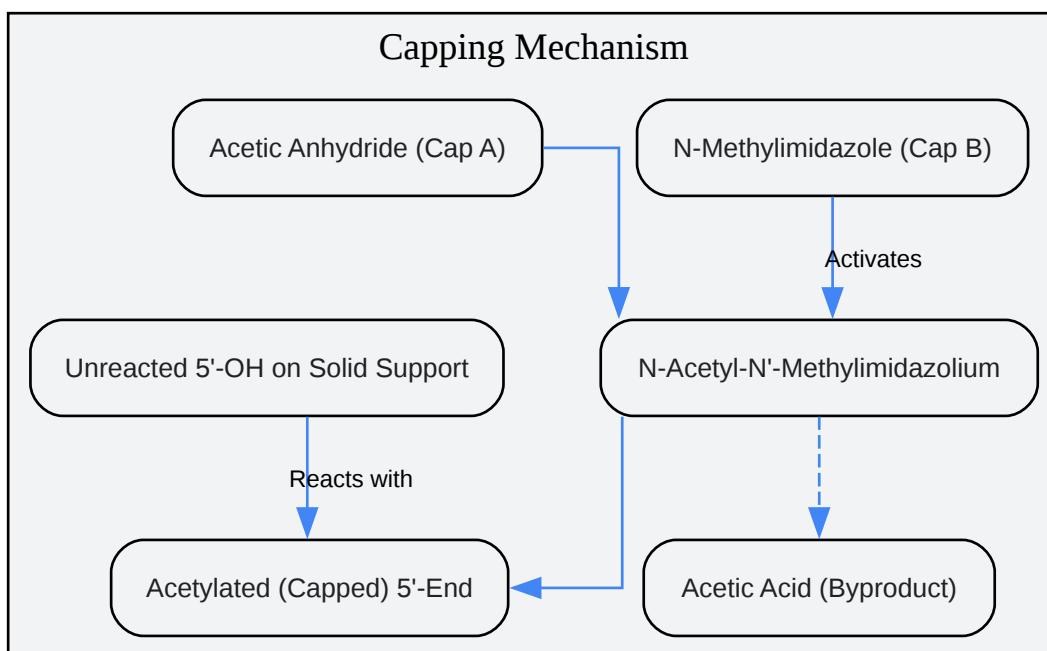 Capping Mechanism
Acetic Anhydride (Cap A)
N-Methylimidazole (Cap B)
Activates
Unreacted 5'-OH on Solid Support
N-Acetyl-N'-Methylimidazolium
Reacts with
Acetylated (Capped) 5'-End
Acetic Acid (Byproduct)